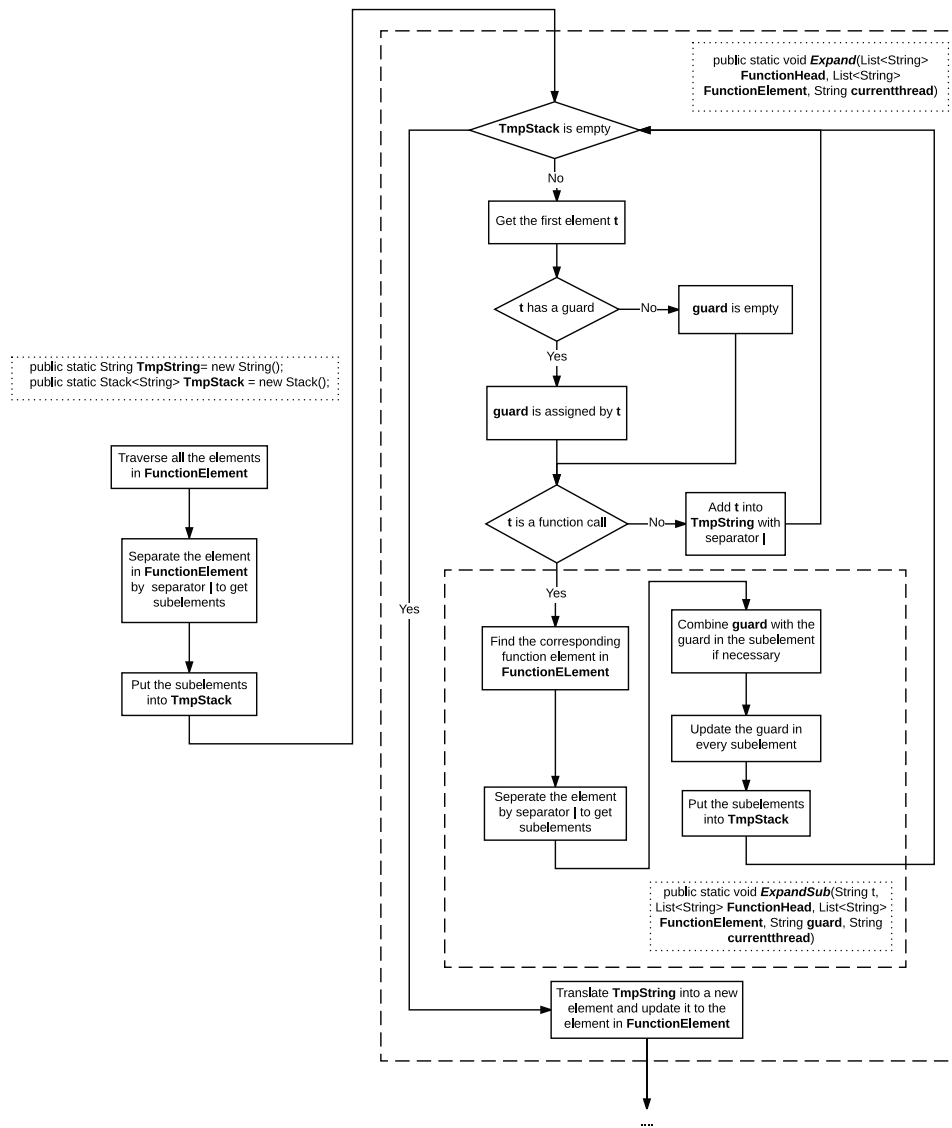 public static void Expand(List<String>
FunctionHead, List<String>
FunctionElement, String currentthread)
TmpStack is empty
No
Get the first element t
t has a guard
No
guard is empty
Yes
public static String TmpString= new String();
public static Stack<String> TmpStack = new Stack();
guard is assigned by t
Traverse all the elements
in FunctionElement
t is a function call
No
Add t into
TmpString with
separator |
Separate the element
in FunctionElement
by separator | to get
subelements
Yes
Yes
Find the corresponding
function element in
FunctionELement
Combine guard with the
guard in the subelement
if necessary
Put the subelements
into TmpStack
Update the guard in
every subelement
Seperate the element
by separator | to get
subelements
Put the subelements
into TmpStack
public static void ExpandSub(String t,
List<String> FunctionHead, List<String>
FunctionElement, String guard, String
currentthread)
Translate TmpString into a new
element and update it to the
element in FunctionElement
....